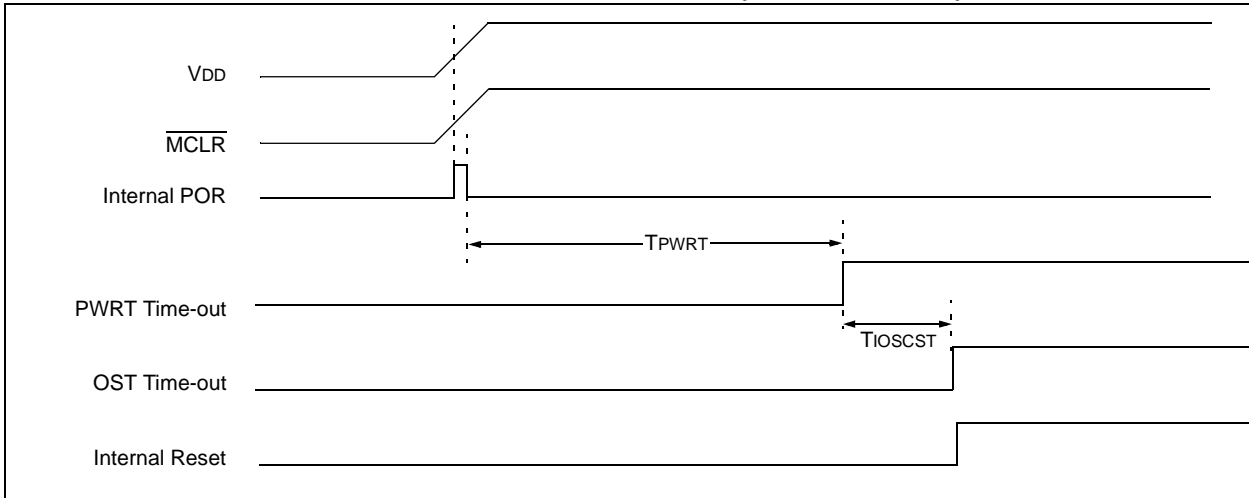 VDD
MCLR
Internal POR
TPWRT
PWRT Time-out
TIOSCST
OST Time-out
Internal Reset